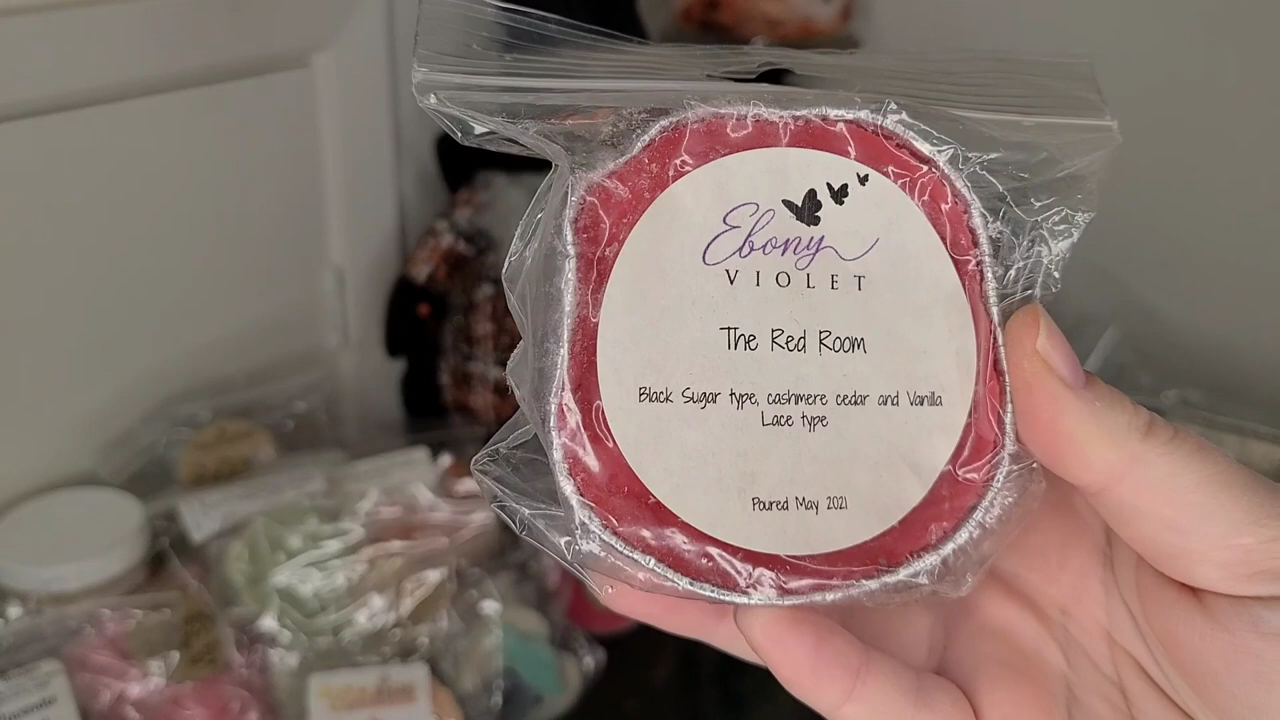 Ebony
VIOLET
The Red Room
Black Sugar type, cashmere cedar and Vanilla
Lace type
Poured May 2021